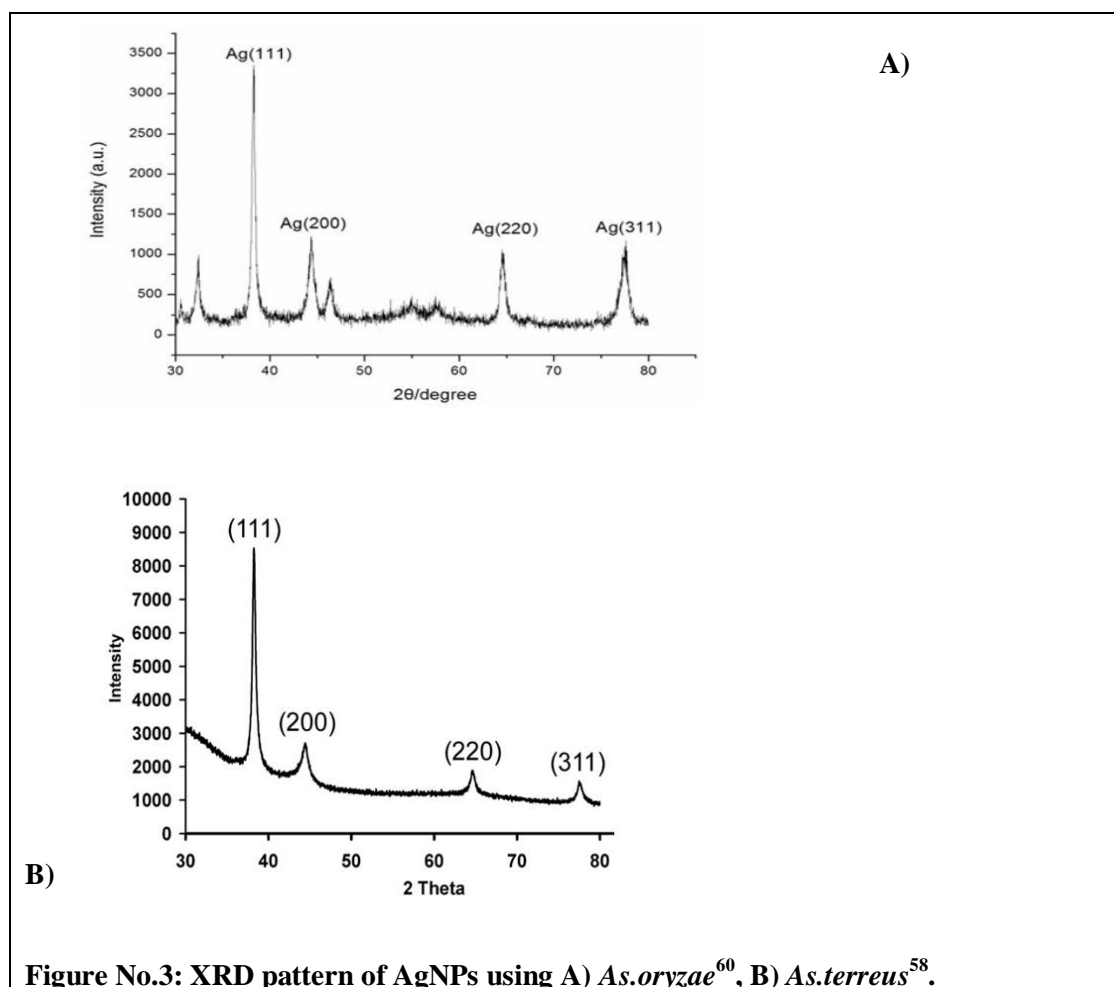 3500
3000
2500
2000
1500
1000
500
0
Intensity (a.u.)
Ag(111)
Ag(200)
Ag(220)
Ag(311)
30 40 50 60 70 80
2θ/degree
A)
10000
9000
8000
7000
6000
5000
4000
3000
2000
1000
0
Intensity
(111)
(200)
(220)
(311)
30 40 50 60 70 80
2 Theta
B)
Figure No.3: XRD pattern of AgNPs using A) As.oryzae60, B) As.terreus58.